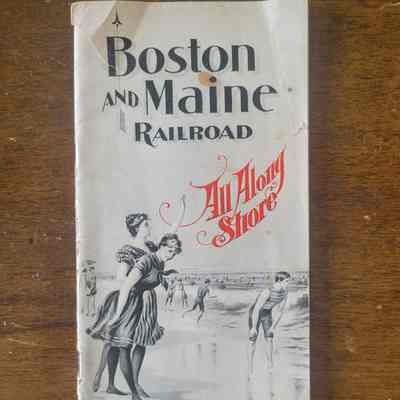 Boston
AND Maine
RAILROAD
All Along
Shore